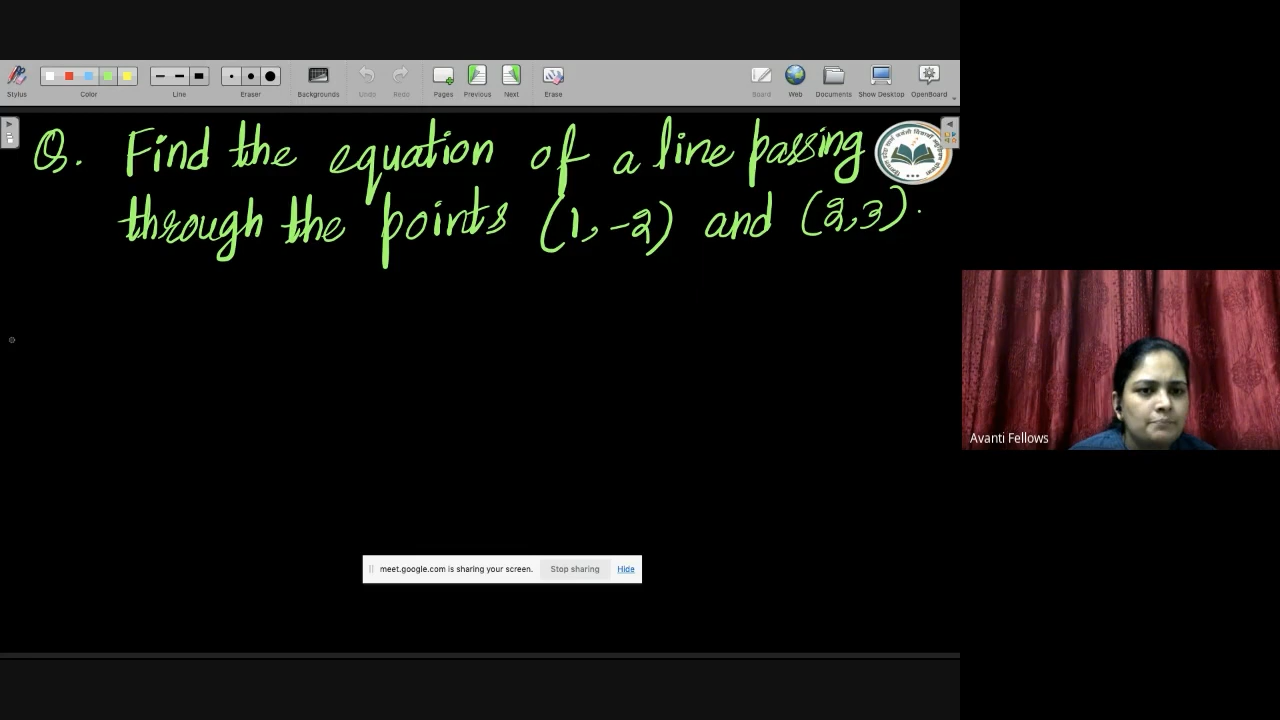 Stylus Color Line Eraser Backgrounds Undo Redo Pages Previous Next Erase Board Web Documents Show Desktop OpenBoard
Q. Find the equation of a line passing
through the points (1, -2) and (2,3).
Avanti Fellows
meet.google.com is sharing your screen. Stop sharing Hide